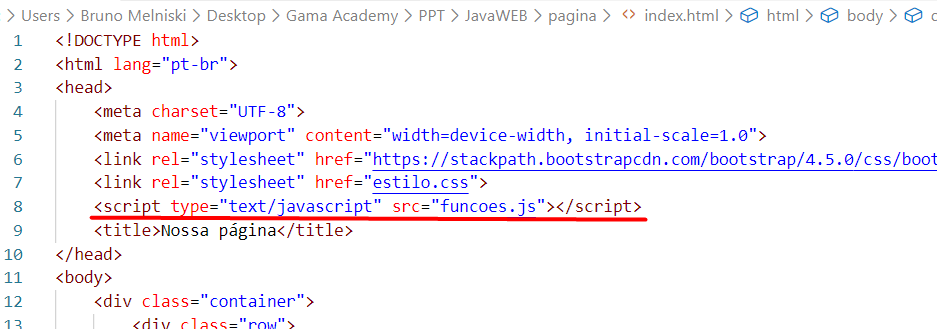 > Users > Bruno Melniski > Desktop > Gama Academy > PPT > JavaWEB > pagina > <> index.html > html > body >
1 <!DOCTYPE html>
2 <html lang="pt-br">
3 <head>
4 <meta charset="UTF-8">
5 <meta name="viewport" content="width=device-width, initial-scale=1.0">
6 <link rel="stylesheet" href="https://stackpath.bootstrapcdn.com/bootstrap/4.5.0/css/boot
7 <link rel="stylesheet" href="estilo.css">
8 <script type="text/javascript" src="funcoes.js"></script>
9 <title>Nossa página</title>
10 </head>
11 <body>
12 <div class="container">
13 <div class="row">